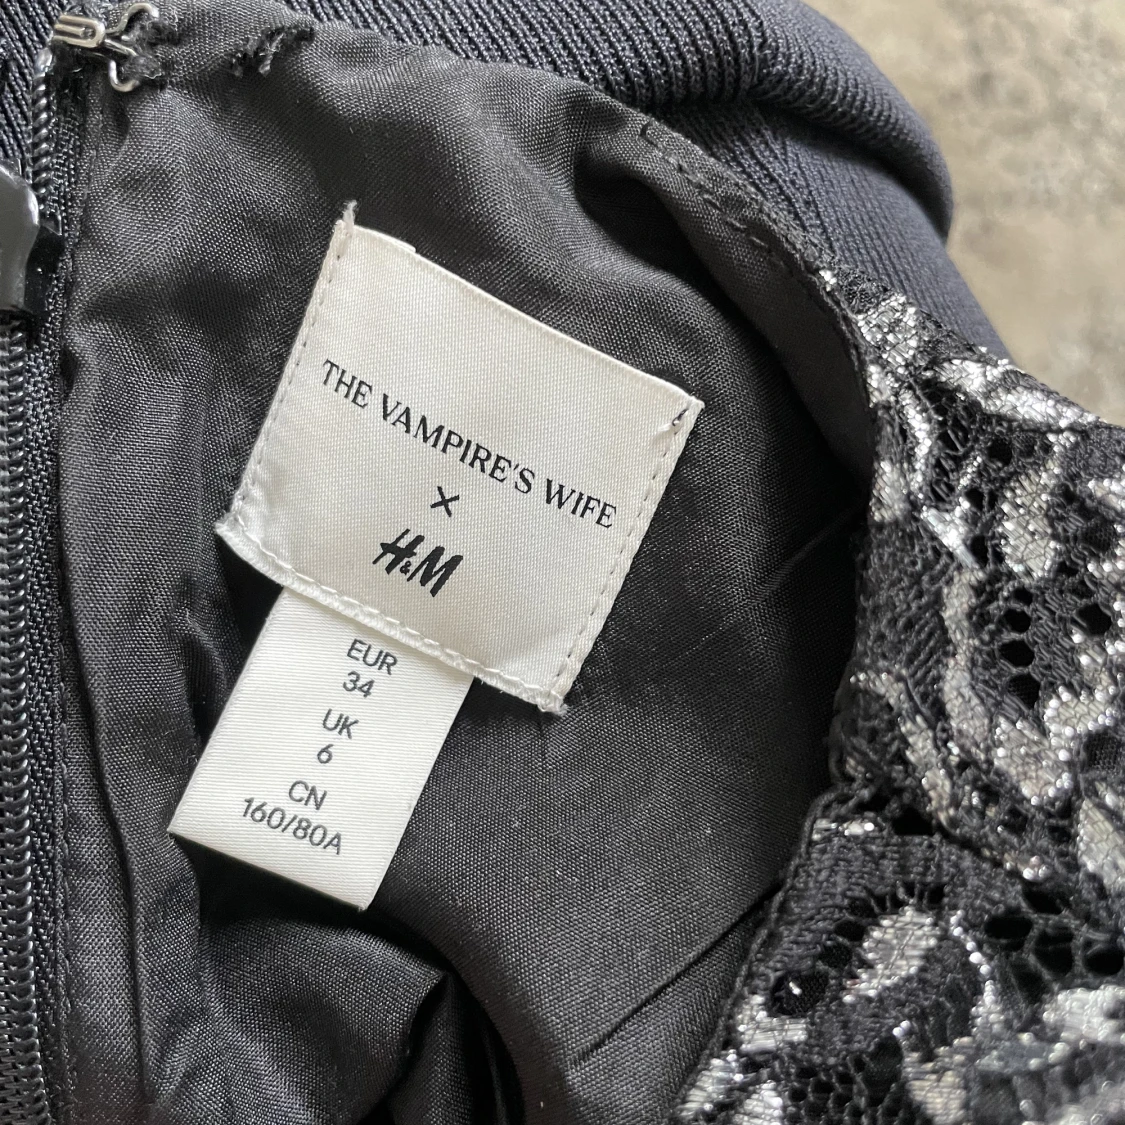 THE VAMPIRE'S WIFE
×
H&M
EUR
34
UK
6
CN
160/80A